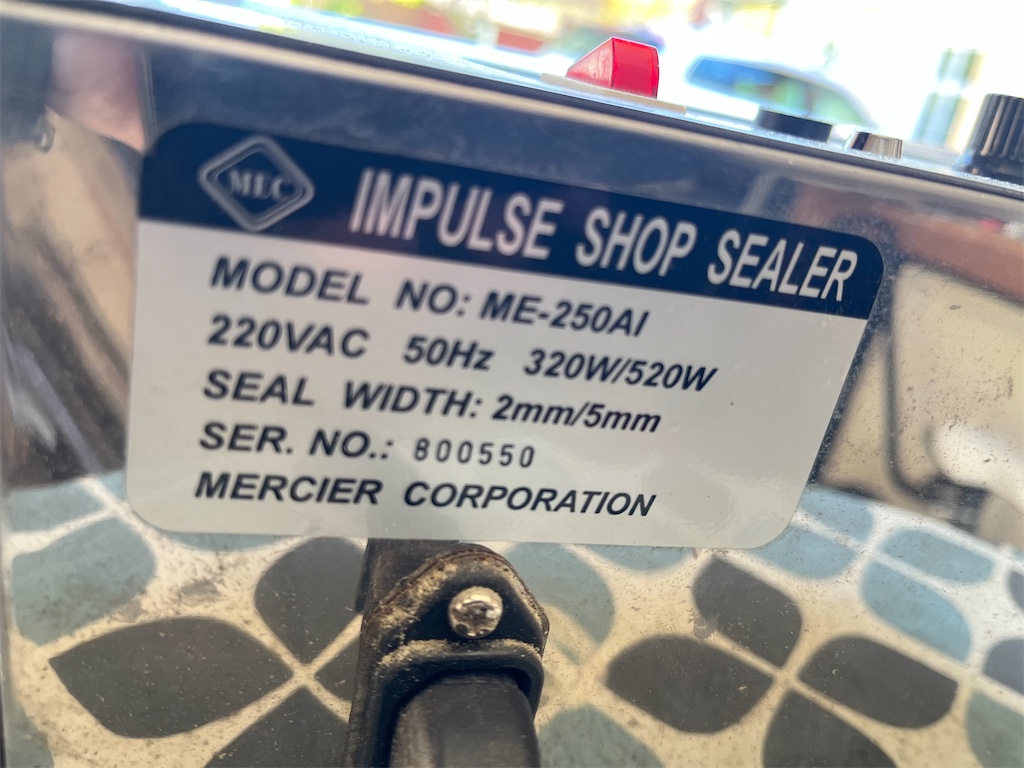 MEC
IMPULSE SHOP SEALER
MODEL NO: ME-250AI
220VAC 50Hz 320W/520W
SEAL WIDTH: 2mm/5mm
SER. NO.: 800550
MERCIER CORPORATION